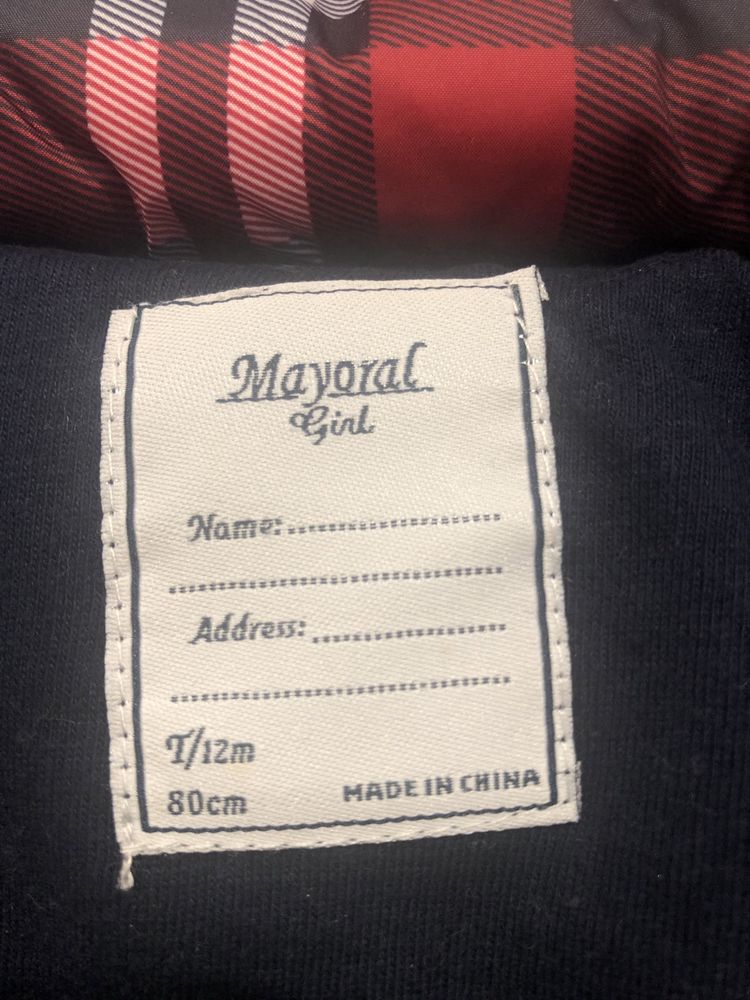 Mayoral
Girl
Name:
Address:
T/12m
80cm MADE IN CHINA